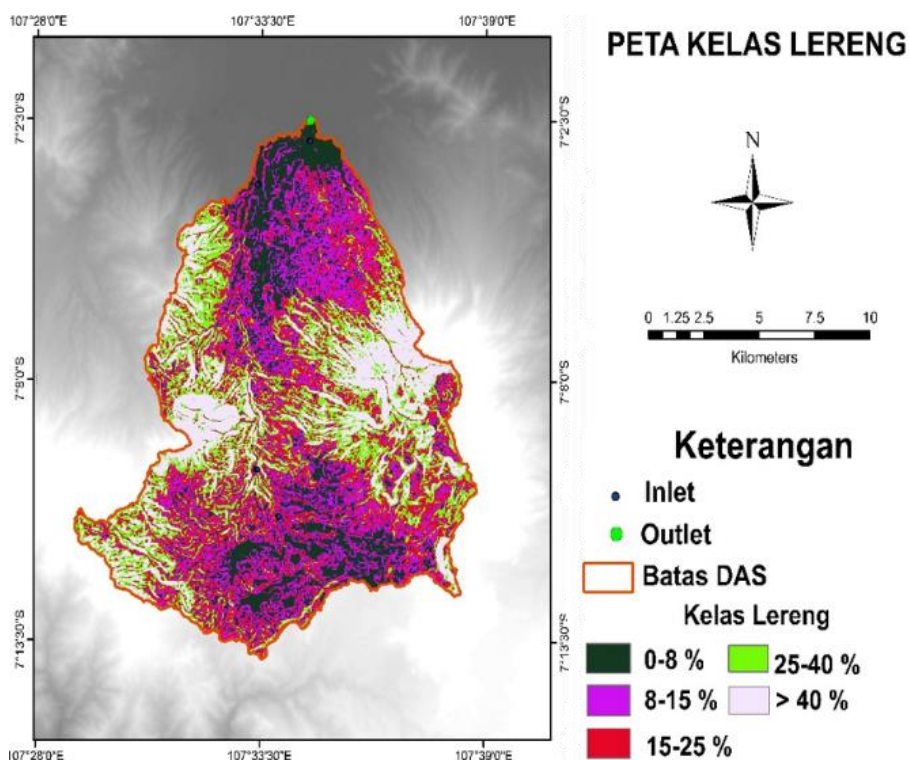 107°28'0"E 107°33'30"E 107°39'0"E
PETA KELAS LERENG
7°2'30"S 7°2'30"S
N
0 1.25 2.5 5 7.5 10
Kilometers
7°8'0"S 7°8'0"S
Keterangan
Inlet
Outlet
Batas DAS
Kelas Lereng
0-8 % 25-40 %
8-15 % > 40 %
15-25 %
7°13'30"S 7°13'30"S
107°28'0"E 107°33'30"E 107°39'0"E